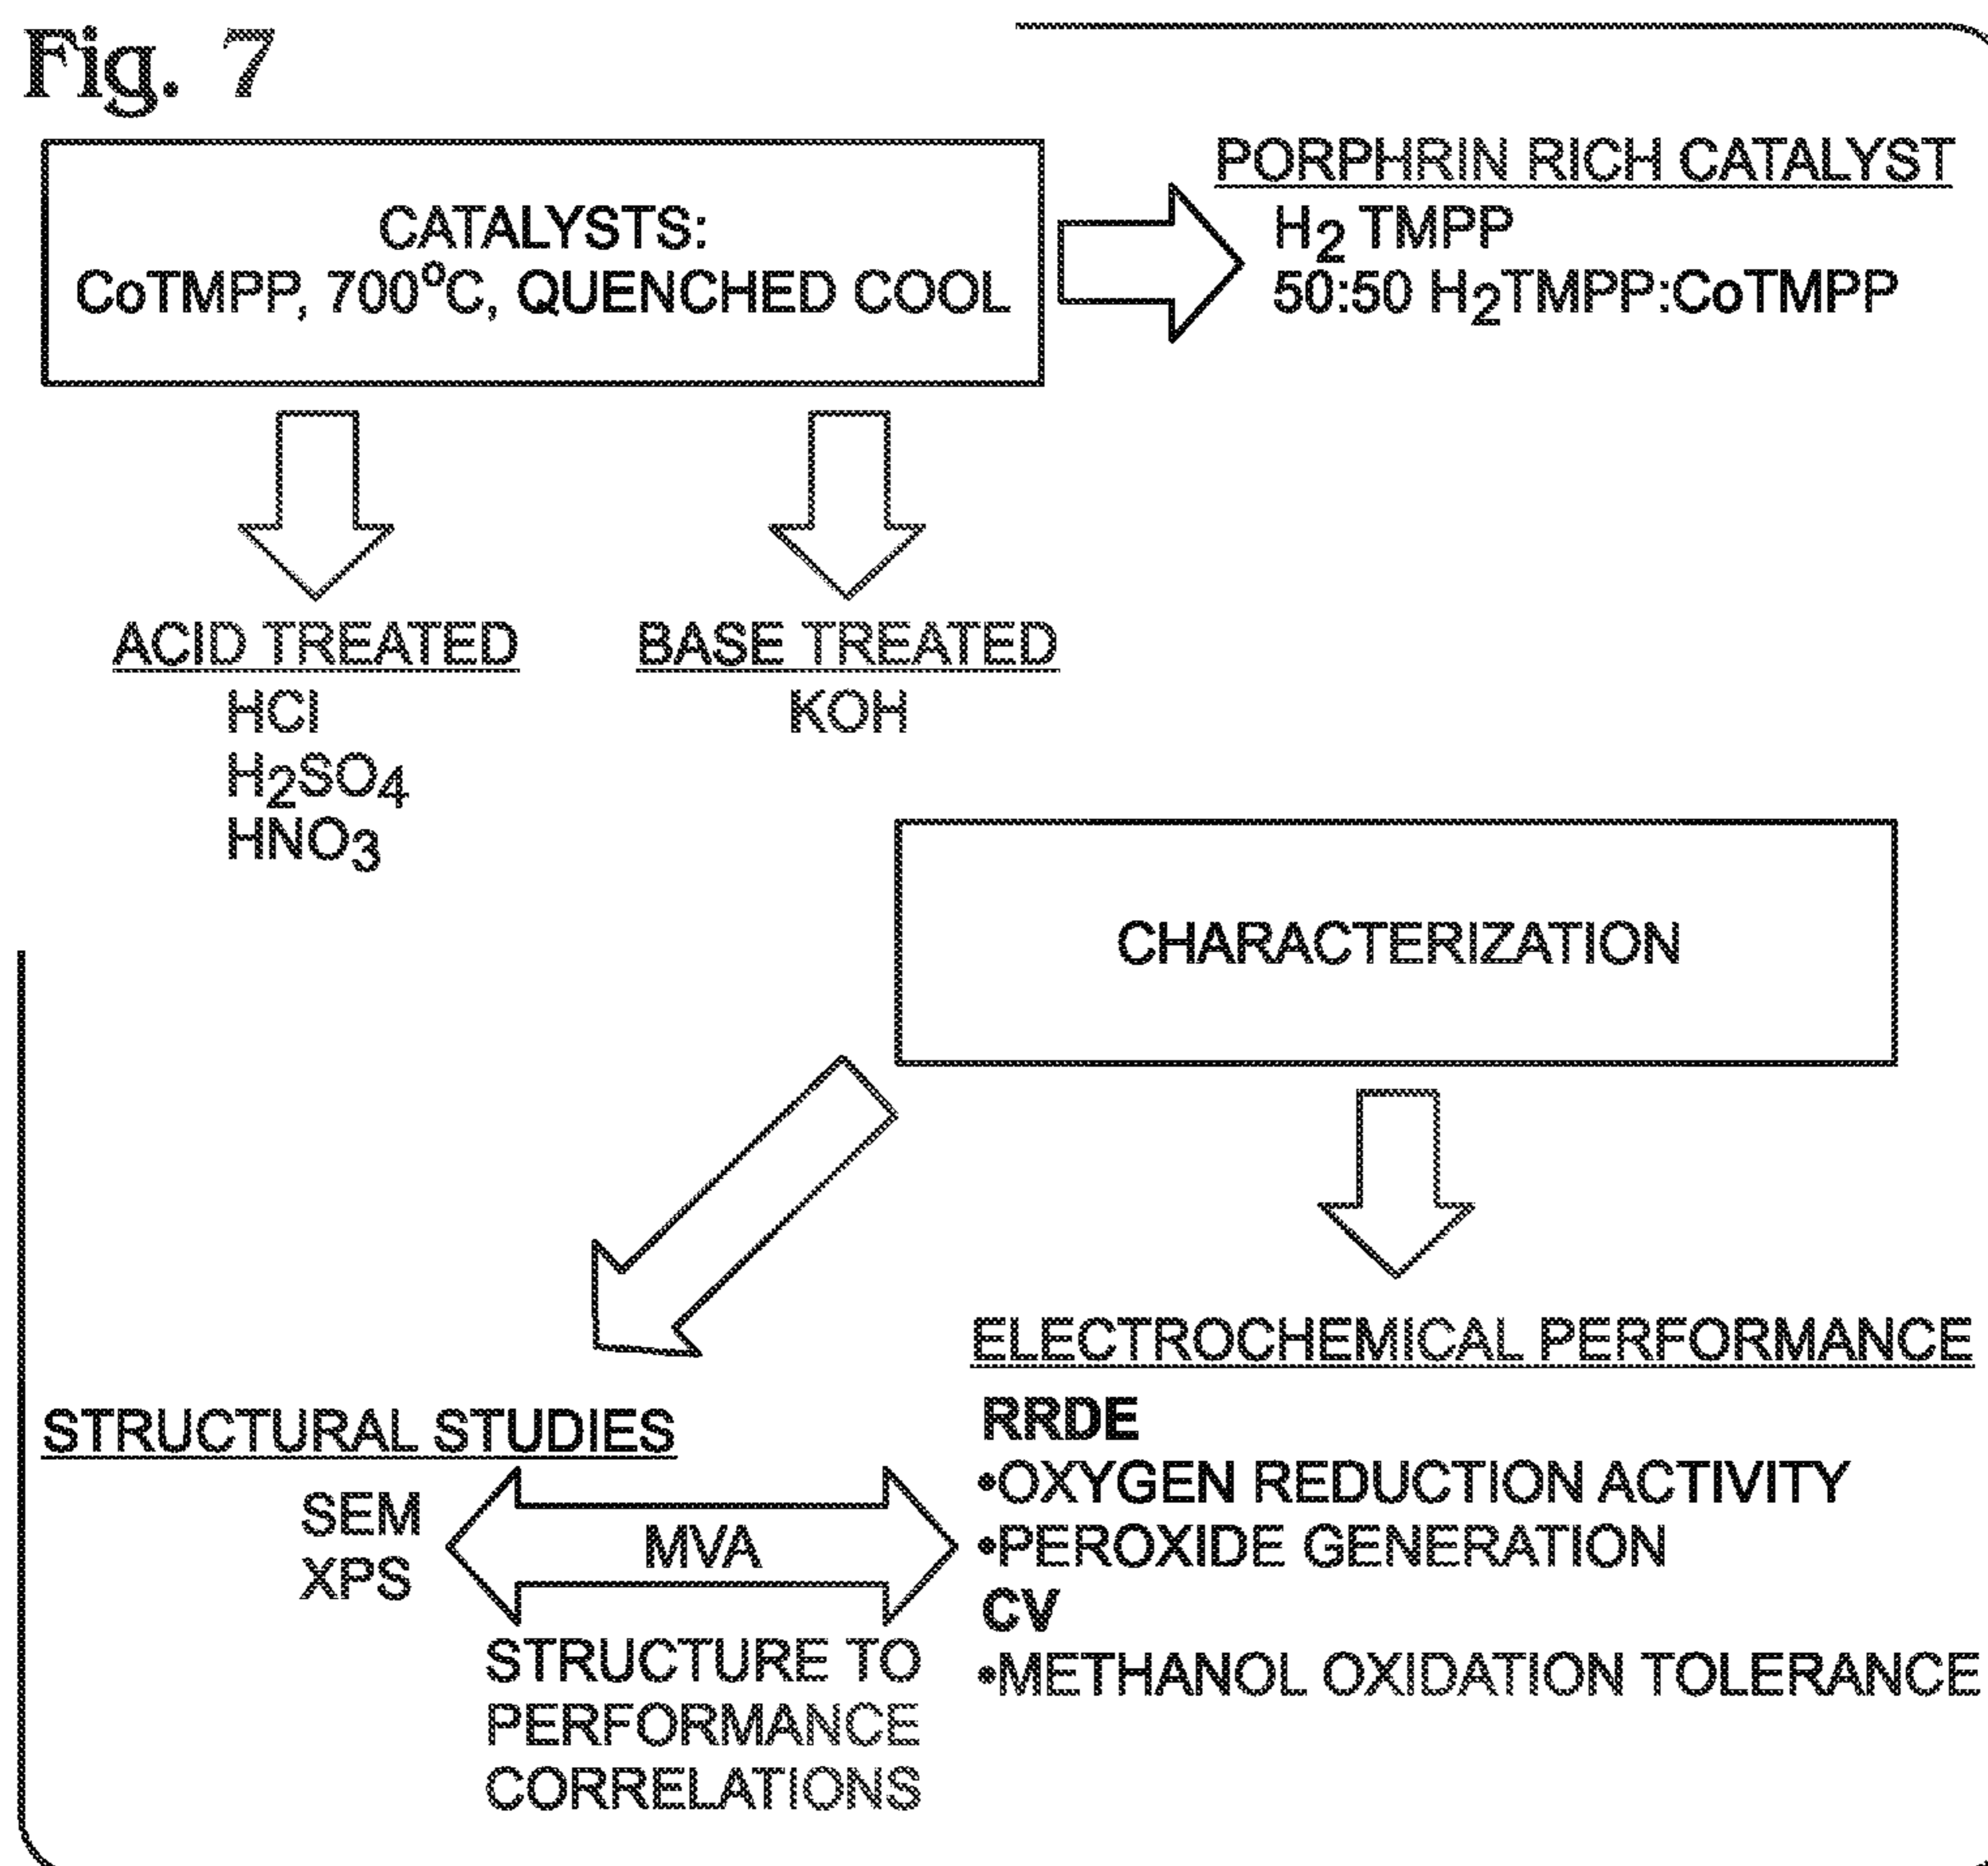 Fig. 7
CATALYSTS:
CoTMPP, 700°C, QUENCHED COOL
PORPHRIN RICH CATALYST
H₂ TMPP
50:50 H₂TMPP:CoTMPP
ACID TREATED
HCl
H₂SO₄
HNO₃
BASE TREATED
KOH
CHARACTERIZATION
STRUCTURAL STUDIES
SEM
XPS
MVA
STRUCTURE TO
PERFORMANCE
CORRELATIONS
ELECTROCHEMICAL PERFORMANCE
RRDE
•OXYGEN REDUCTION ACTIVITY
•PEROXIDE GENERATION
CV
•METHANOL OXIDATION TOLERANCE